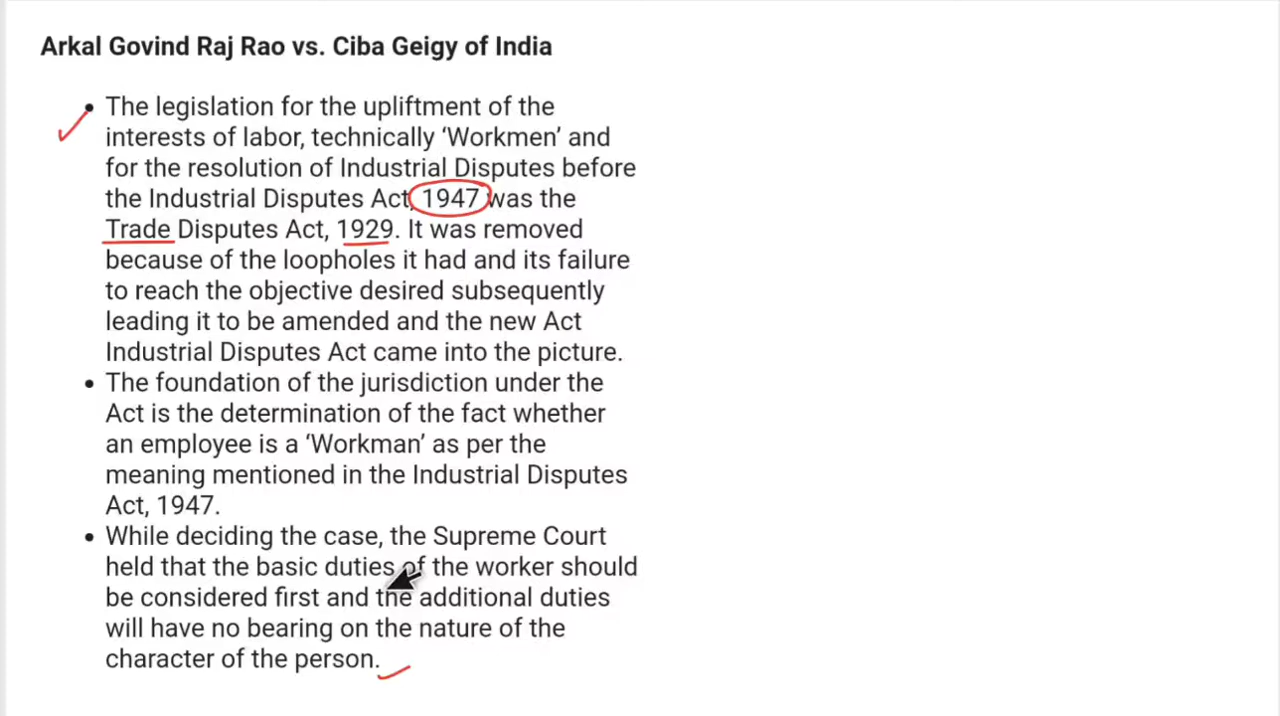 Arkal Govind Raj Rao vs. Ciba Geigy of India
• The legislation for the upliftment of the
interests of labor, technically ‘Workmen’ and
for the resolution of Industrial Disputes before
the Industrial Disputes Act, 1947 was the
Trade Disputes Act, 1929. It was removed
because of the loopholes it had and its failure
to reach the objective desired subsequently
leading it to be amended and the new Act
Industrial Disputes Act came into the picture.
• The foundation of the jurisdiction under the
Act is the determination of the fact whether
an employee is a ‘Workman’ as per the
meaning mentioned in the Industrial Disputes
Act, 1947.
• While deciding the case, the Supreme Court
held that the basic duties of the worker should
be considered first and the additional duties
will have no bearing on the nature of the
character of the person.